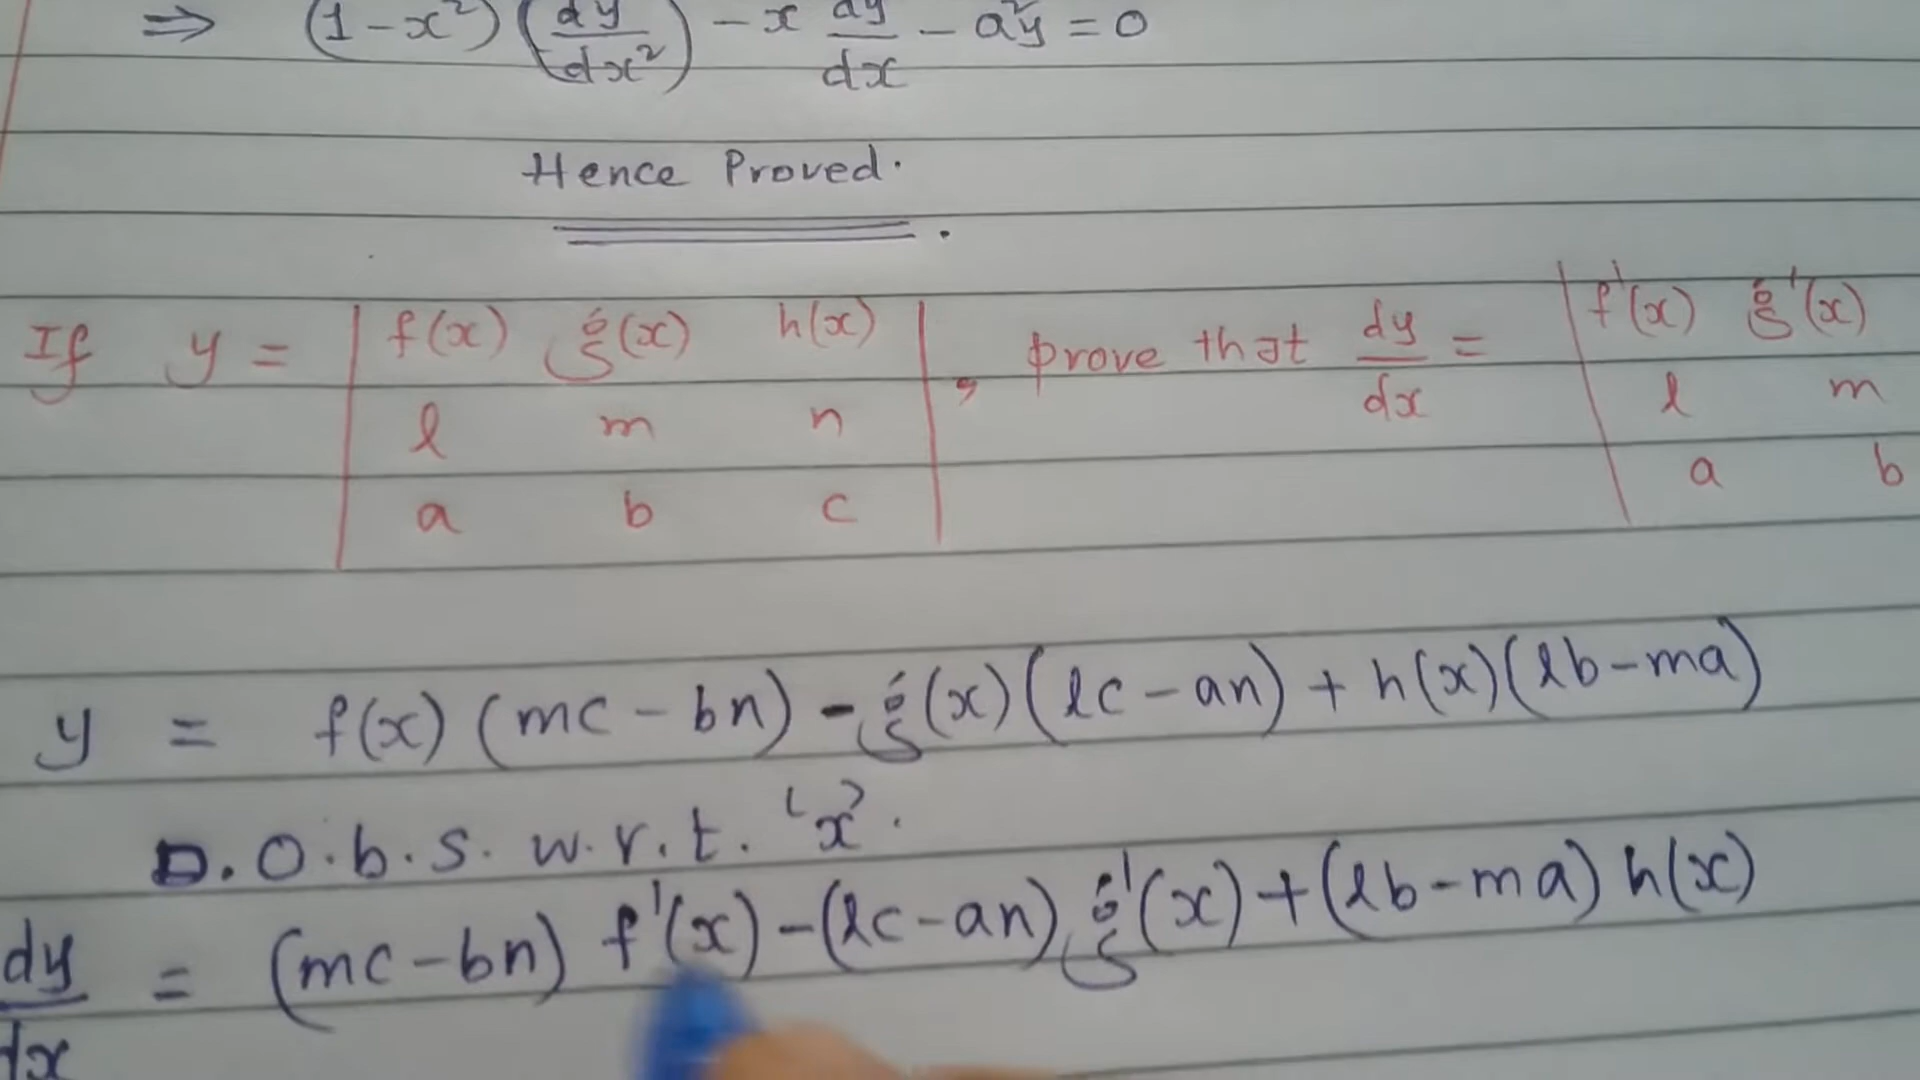 ⇒ (1-x²) (dy/dx²) - x dy/dx - a²y = 0
Hence Proved.
If y = | f(x) g(x) h(x) |, prove that dy/dx = | f'(x) g'(x)
l m n l m
a b c a b
y = f(x) (mc - bn) - g(x) (lc - an) + h(x) (lb - ma)
D.O.b.s. w.r.t. 'x'.
dy/dx = (mc - bn) f'(x) - (lc - an) g'(x) + (lb - ma) h(x)